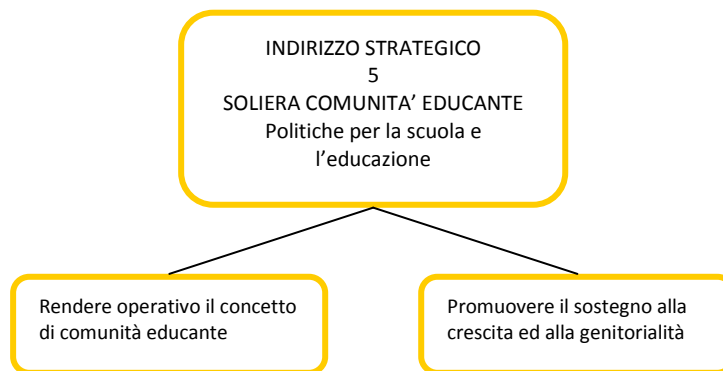 INDIRIZZO STRATEGICO
5
SOLIERA COMUNITA’ EDUCANTE
Politiche per la scuola e
l’educazione
Rendere operativo il concetto
di comunità educante
Promuovere il sostegno alla
crescita ed alla genitorialità